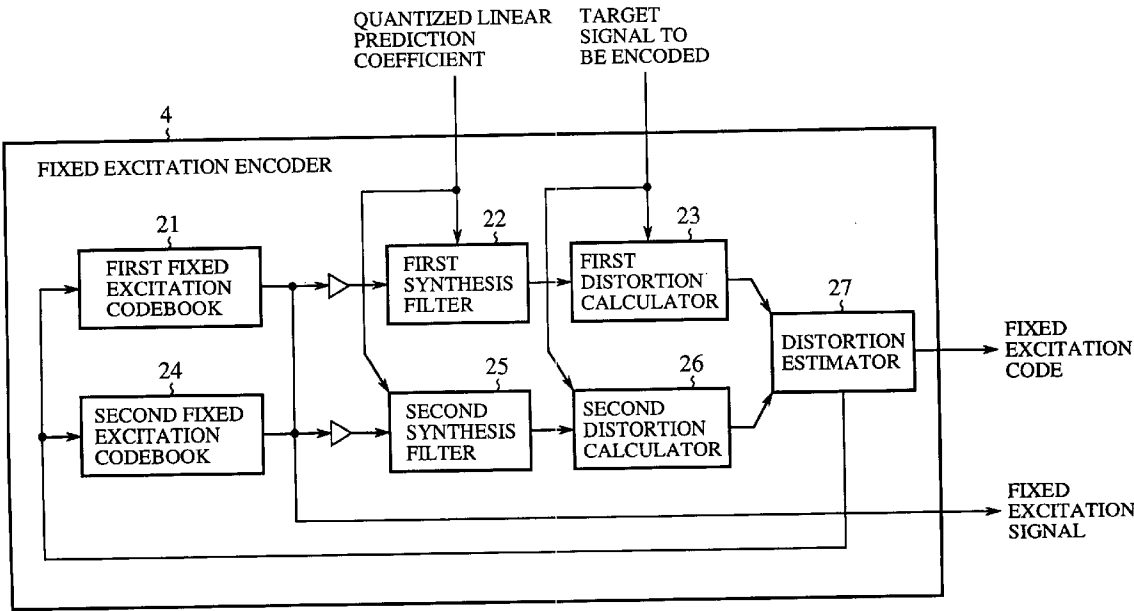 QUANTIZED LINEAR
PREDICTION
COEFFICIENT
TARGET
SIGNAL TO
BE ENCODED
4
FIXED EXCITATION ENCODER
21
FIRST FIXED
EXCITATION
CODEBOOK
22
FIRST
SYNTHESIS
FILTER
23
FIRST
DISTORTION
CALCULATOR
27
DISTORTION
ESTIMATOR
FIXED
EXCITATION
CODE
24
SECOND FIXED
EXCITATION
CODEBOOK
25
SECOND
SYNTHESIS
FILTER
26
SECOND
DISTORTION
CALCULATOR
FIXED
EXCITATION
SIGNAL